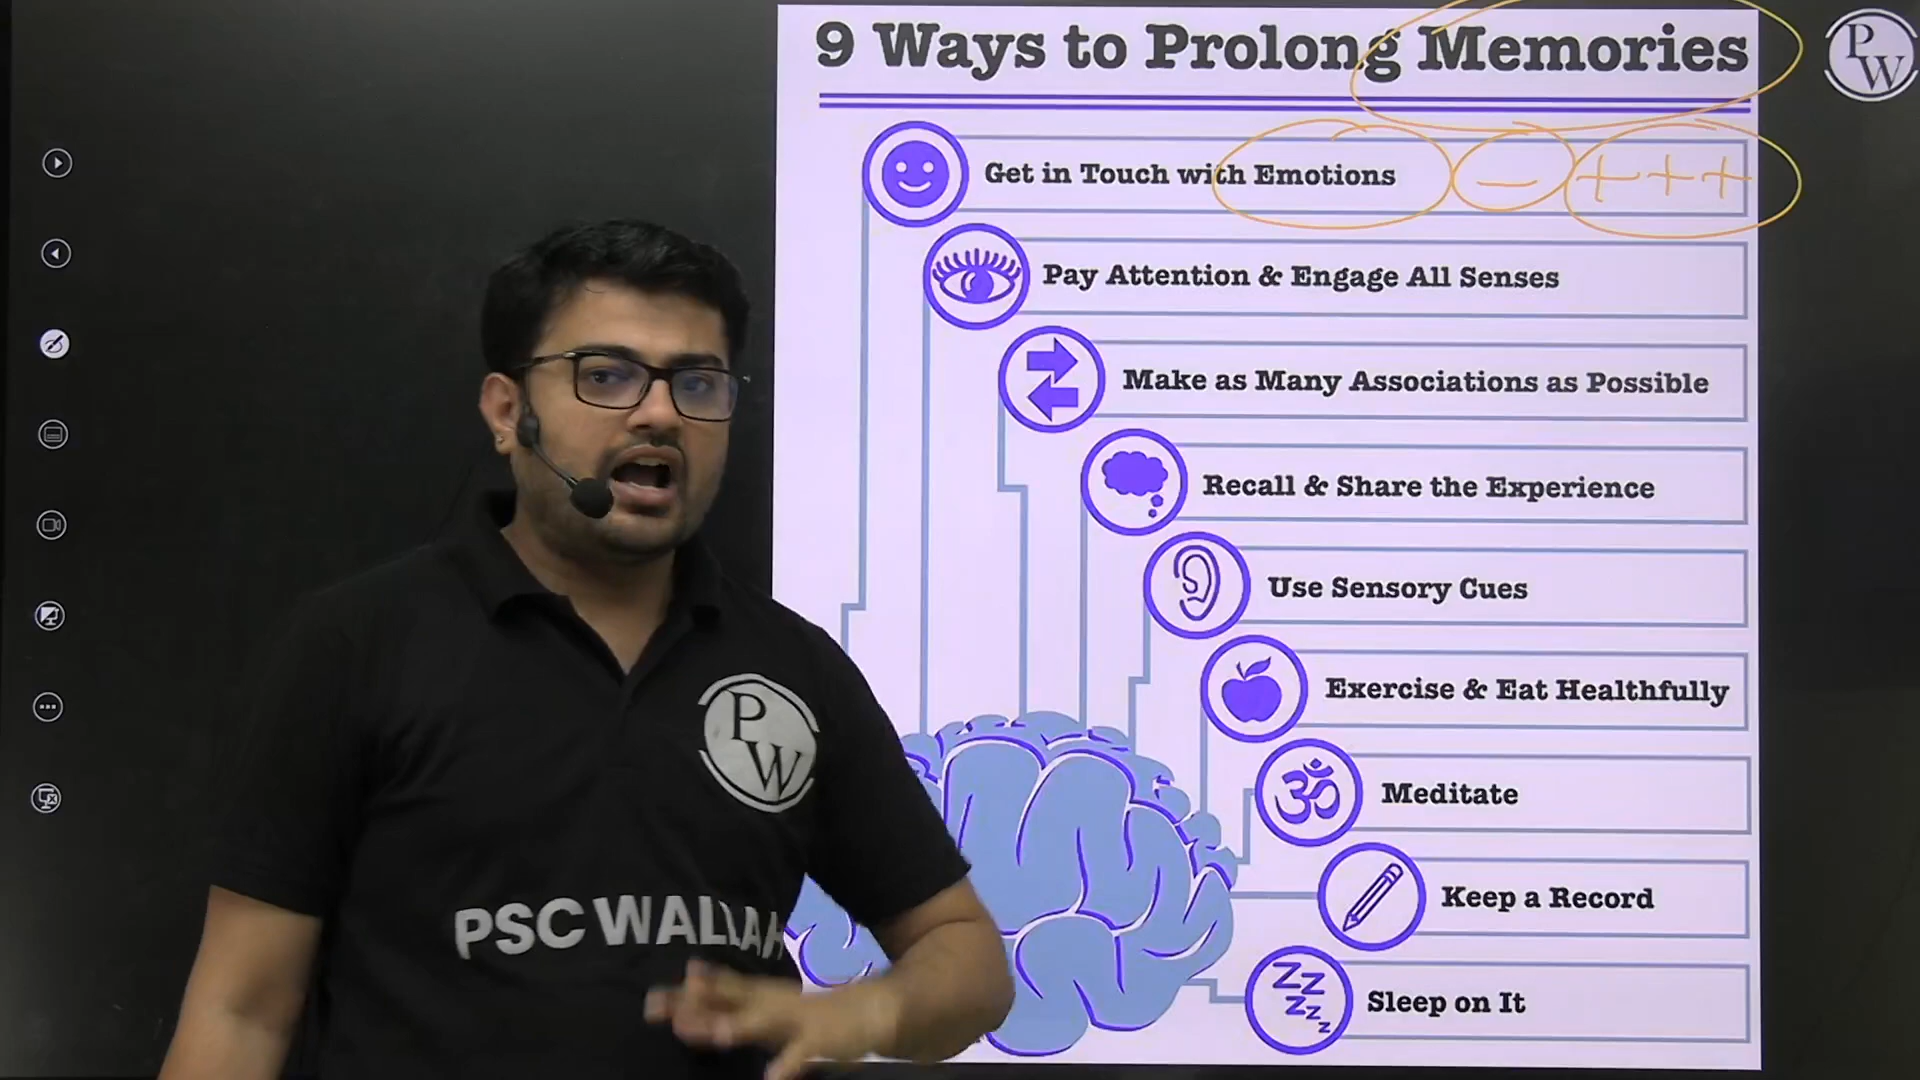 9 Ways to Prolong Memories
PW
Get in Touch with Emotions − + + +
Pay Attention & Engage All Senses
Make as Many Associations as Possible
Recall & Share the Experience
Use Sensory Cues
Exercise & Eat Healthfully
ॐ Meditate
Keep a Record
ZZZZZ Sleep on It
PW
PSC WALLAH